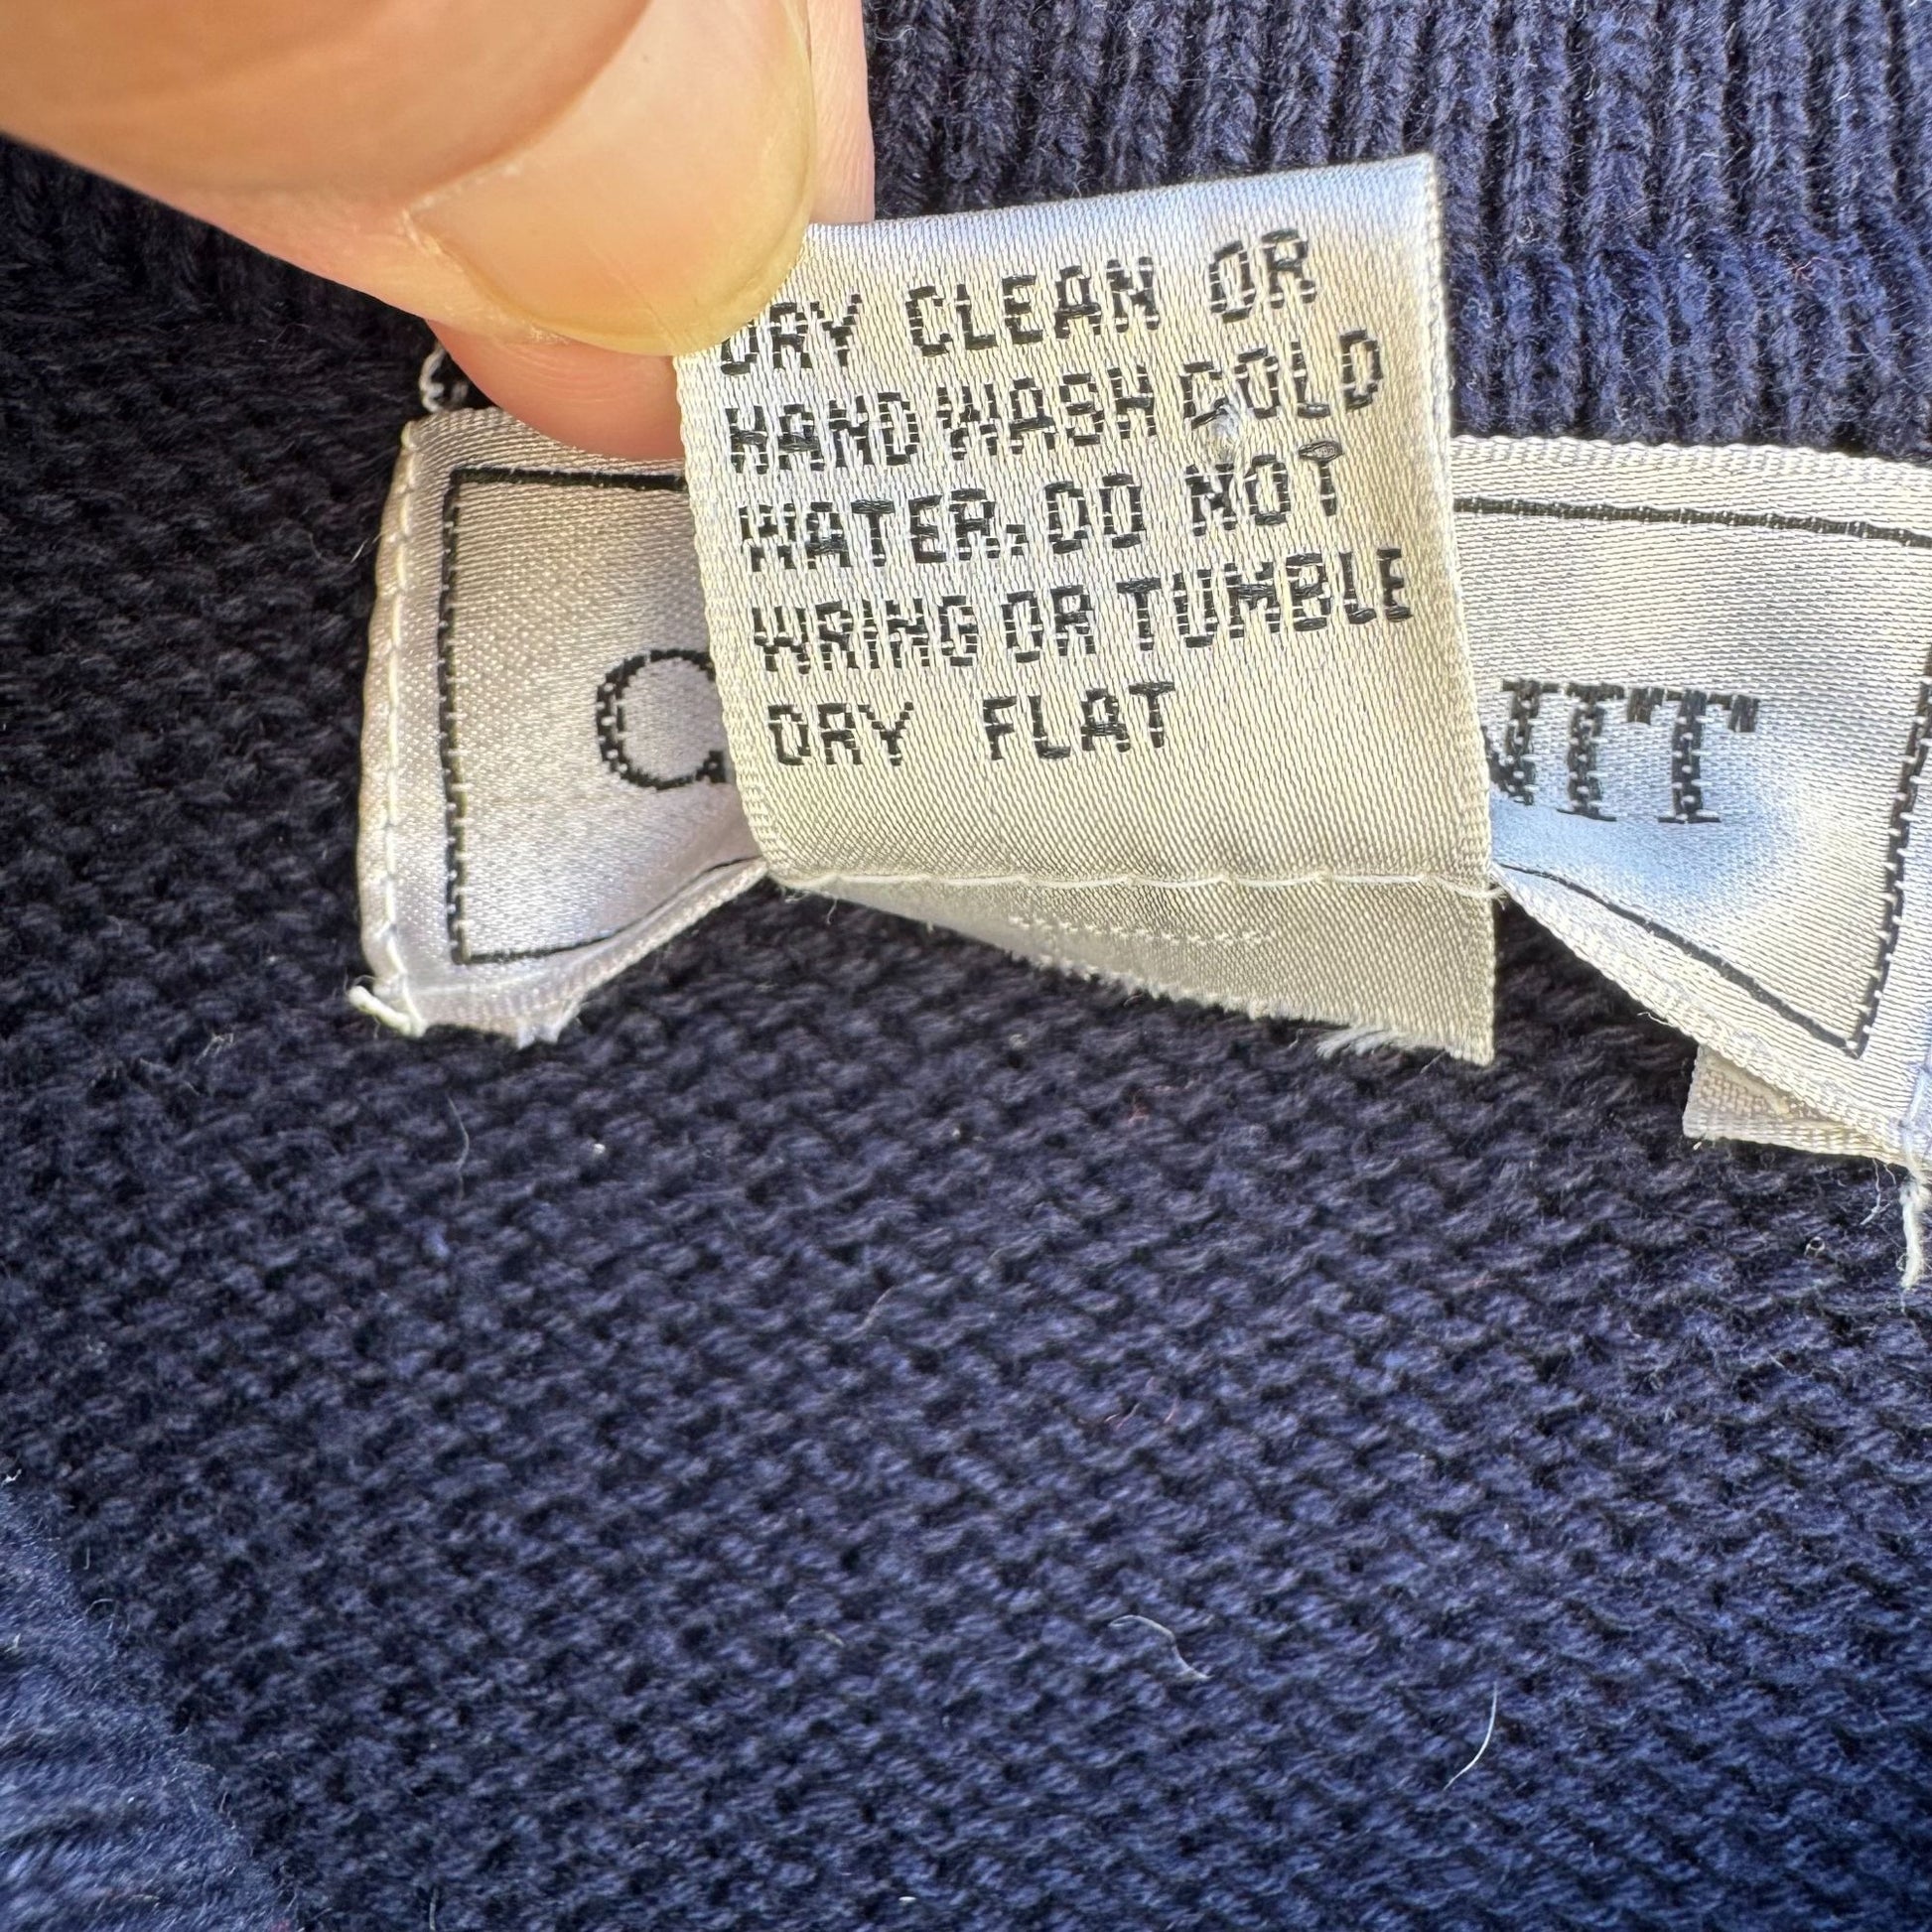 DRY CLEAN OR
HAND WASH COLD
WATER. DO NOT
WRING OR TUMBLE
DRY FLAT